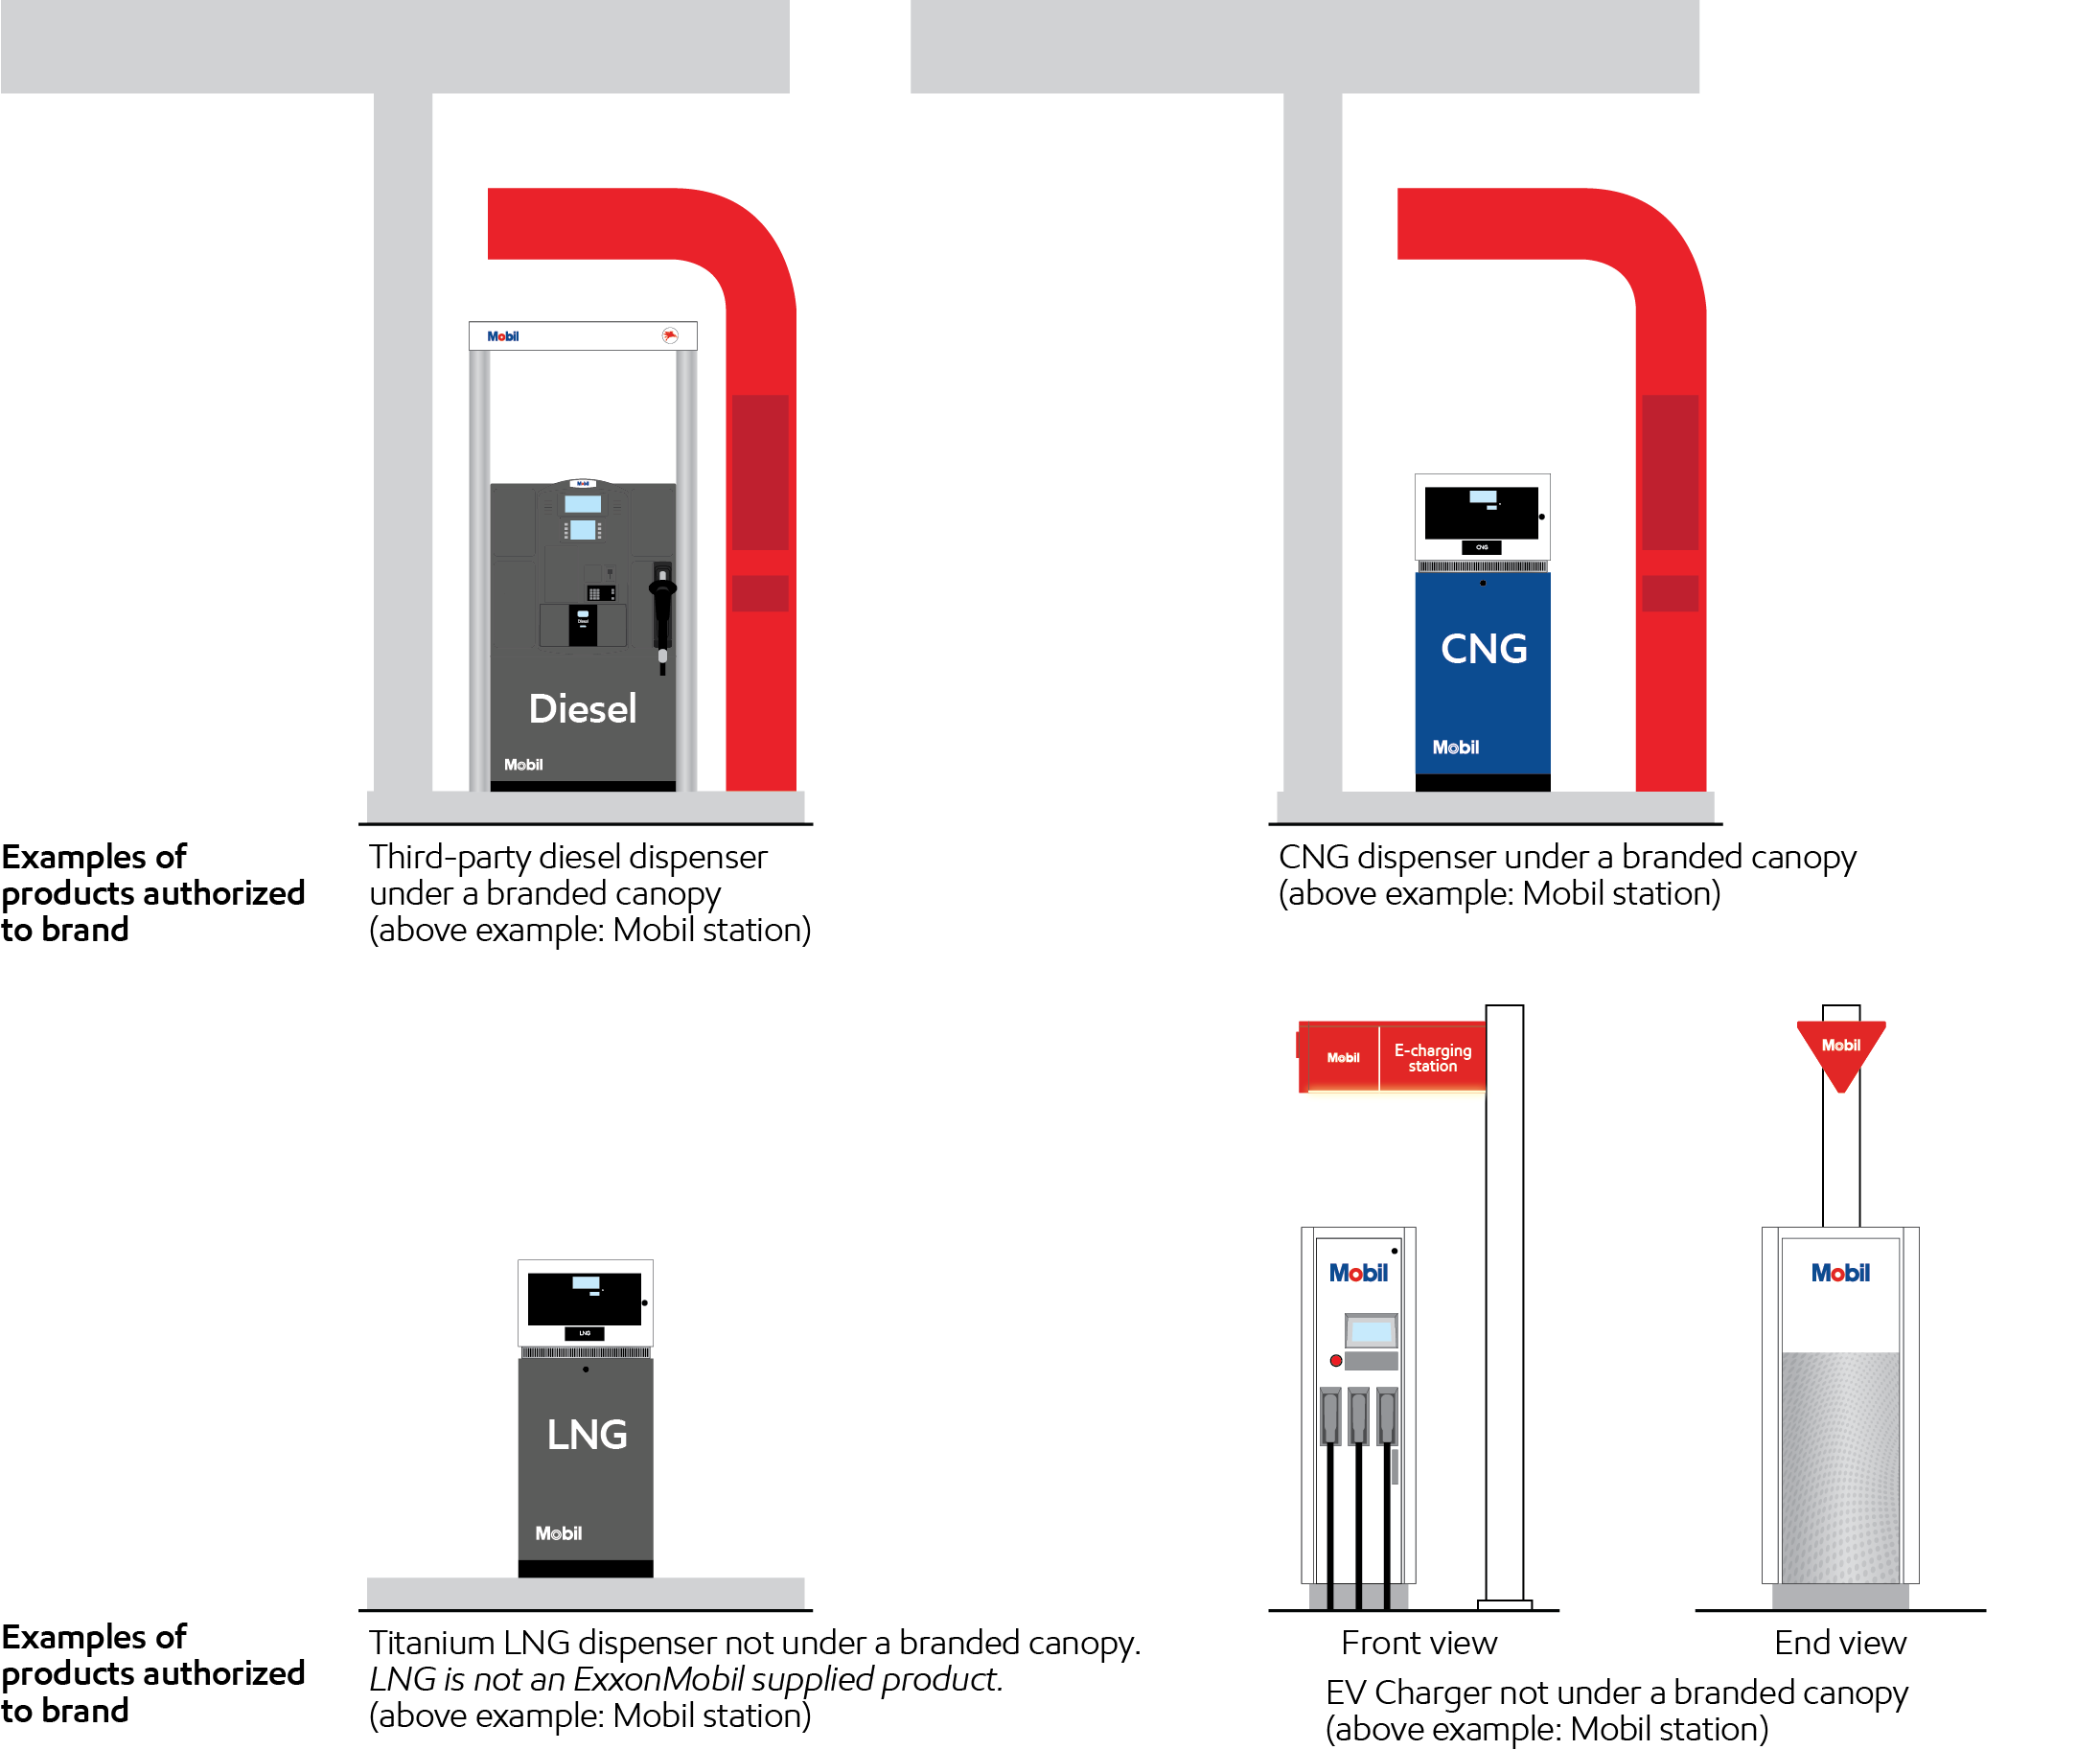 Mobil
Mobil
Diesel
Diesel
Mobil
CNG
CNG
Mobil
Examples of
products authorized
to brand
Third-party diesel dispenser
under a branded canopy
(above example: Mobil station)
CNG dispenser under a branded canopy
(above example: Mobil station)
Mobil
E-charging
station
Mobil
Mobil
Mobil
LNG
LNG
Mobil
Examples of
products authorized
to brand
Titanium LNG dispenser not under a branded canopy.
LNG is not an ExxonMobil supplied product.
(above example: Mobil station)
Front view
End view
EV Charger not under a branded canopy
(above example: Mobil station)